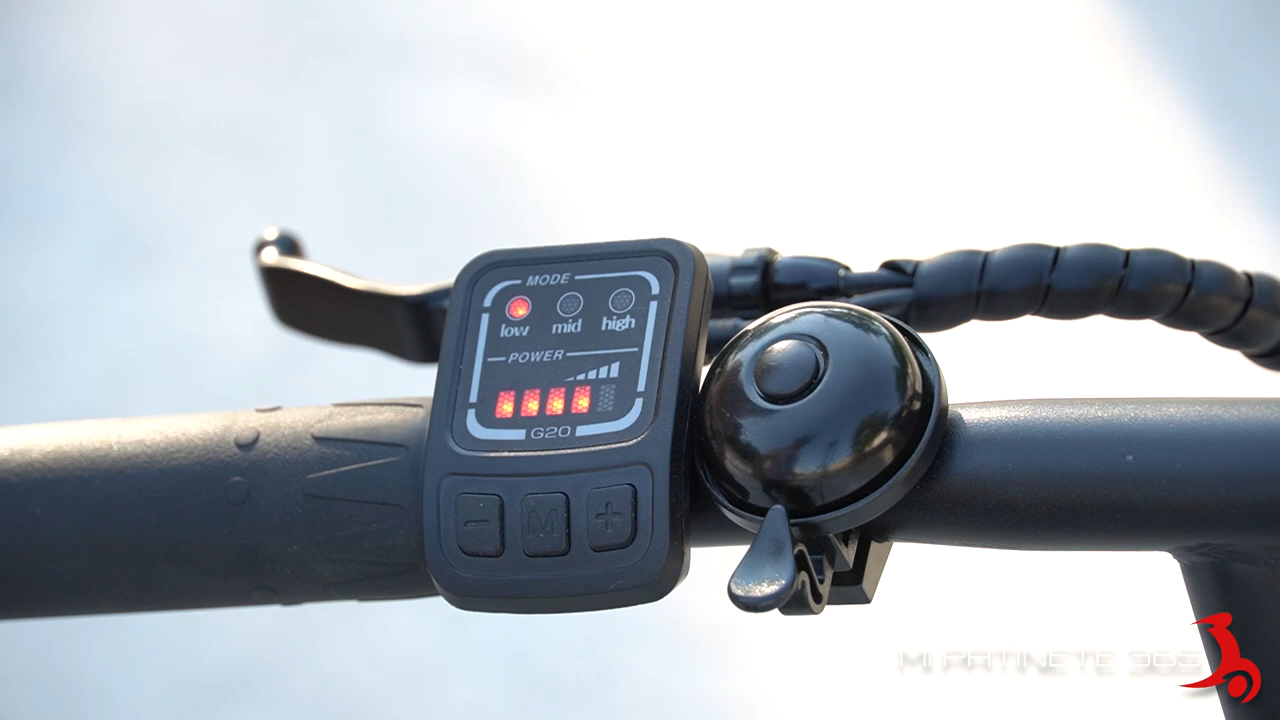 MODE
low mid high
POWER
G20
- M +
MI PATINETE 365